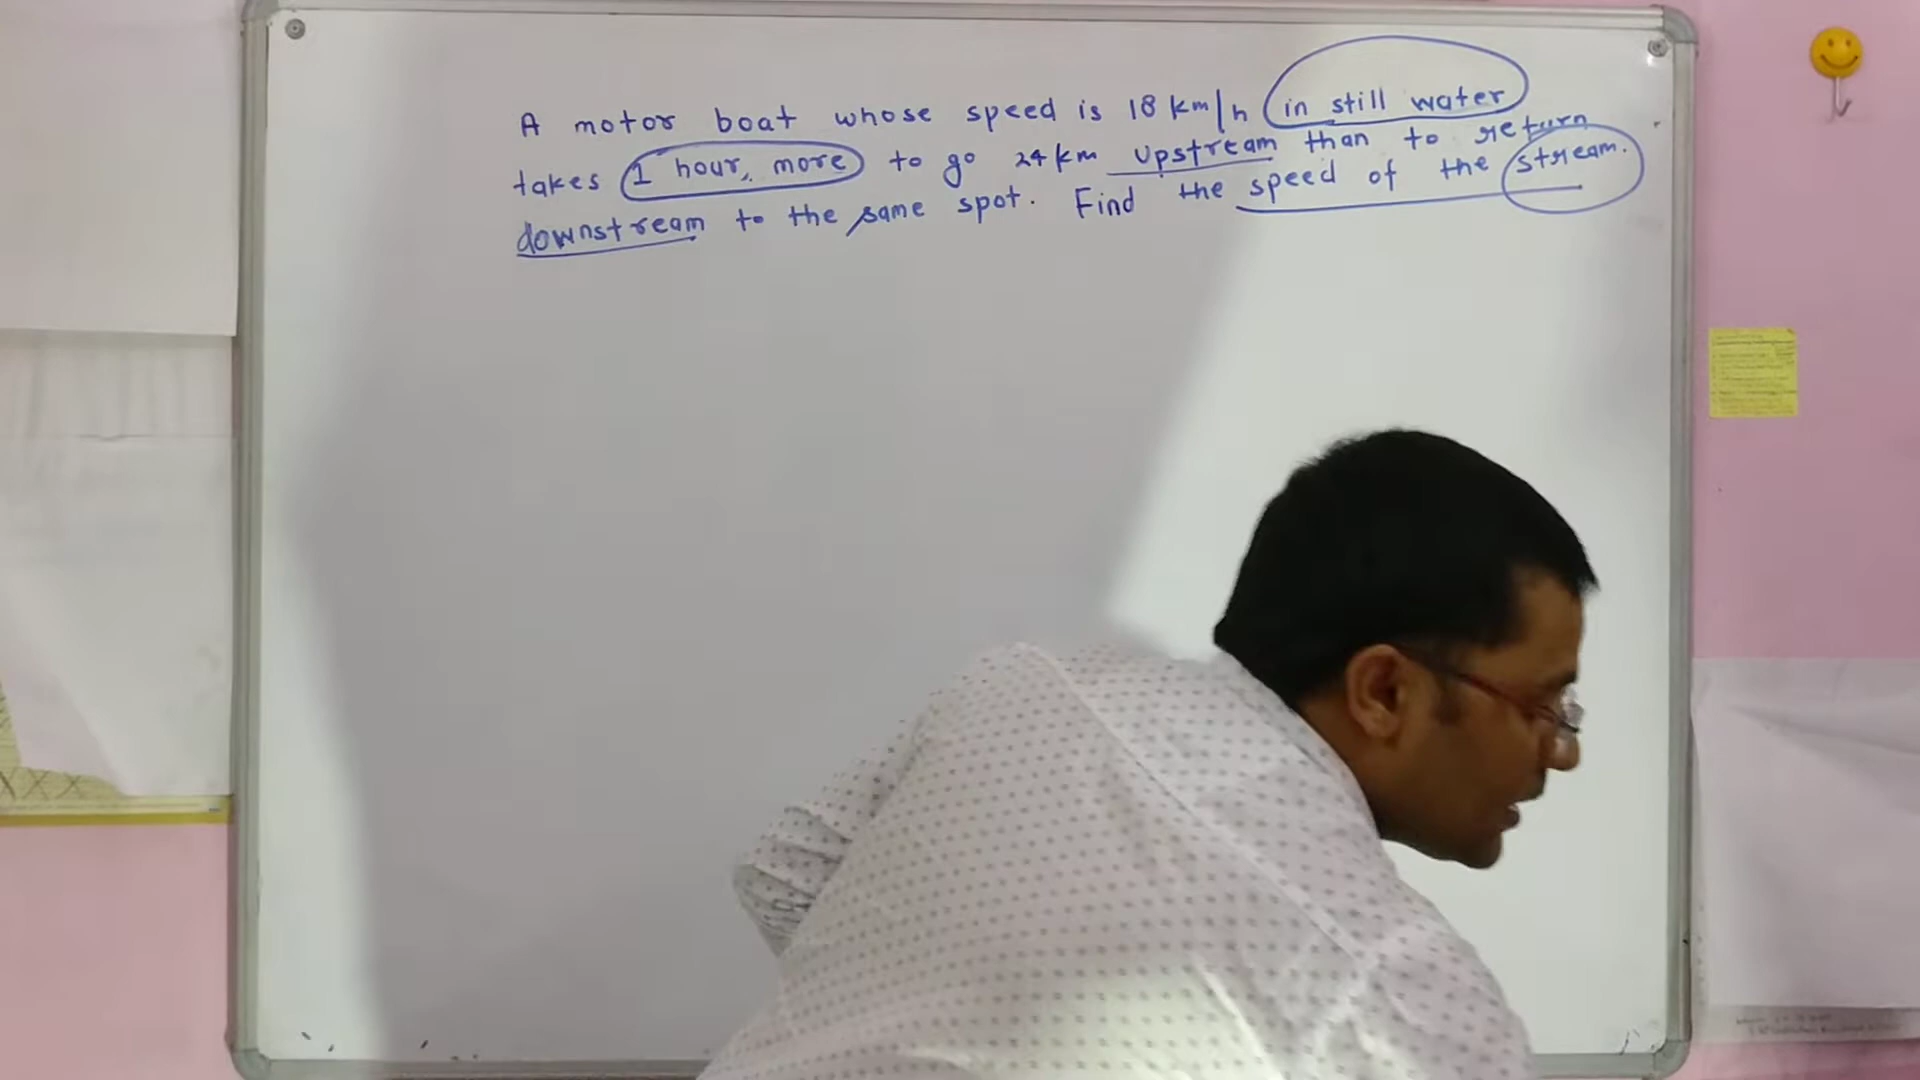 A motor boat whose speed is 18 km/h in still water
takes 1 hour, more to go 24 km upstream than to return
downstream to the same spot. Find the speed of the stream.